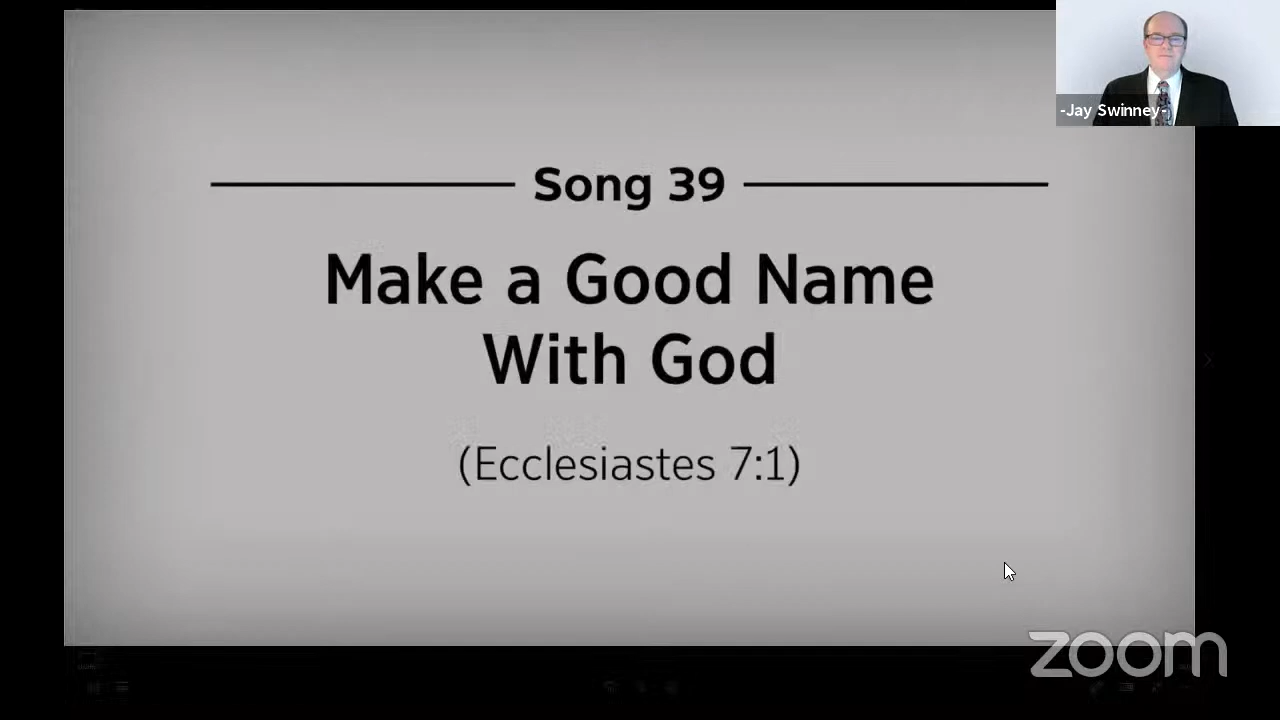 -Jay Swinney-
Song 39
Make a Good Name
With God
(Ecclesiastes 7:1)
zoom